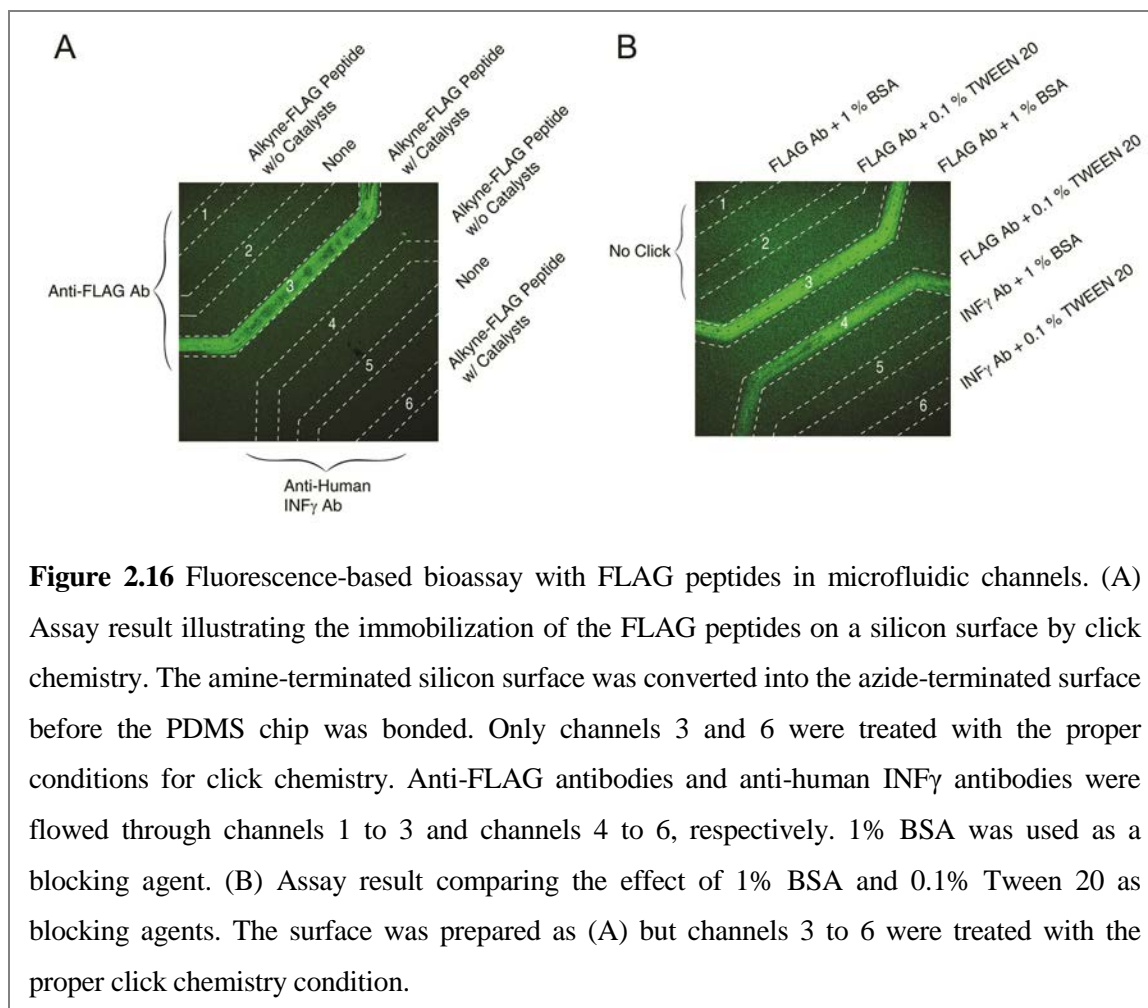 A
Alkyne-FLAG Peptide
w/o Catalysts
None
Alkyne-FLAG Peptide
w/ Catalysts
Alkyne-FLAG Peptide
w/o Catalysts
None
Alkyne-FLAG Peptide
w/ Catalysts
Anti-FLAG Ab
1
2
3
4
5
6
Anti-Human
INFγ Ab
B
FLAG Ab + 1 % BSA
FLAG Ab + 0.1 % TWEEN 20
FLAG Ab + 1 % BSA
FLAG Ab + 0.1 % TWEEN 20
INFγ Ab + 1 % BSA
INFγ Ab + 0.1 % TWEEN 20
No Click
1
2
3
4
5
6
Figure 2.16 Fluorescence-based bioassay with FLAG peptides in microfluidic channels. (A)
Assay result illustrating the immobilization of the FLAG peptides on a silicon surface by click
chemistry. The amine-terminated silicon surface was converted into the azide-terminated surface
before the PDMS chip was bonded. Only channels 3 and 6 were treated with the proper
conditions for click chemistry. Anti-FLAG antibodies and anti-human INFγ antibodies were
flowed through channels 1 to 3 and channels 4 to 6, respectively. 1% BSA was used as a
blocking agent. (B) Assay result comparing the effect of 1% BSA and 0.1% Tween 20 as
blocking agents. The surface was prepared as (A) but channels 3 to 6 were treated with the
proper click chemistry condition.